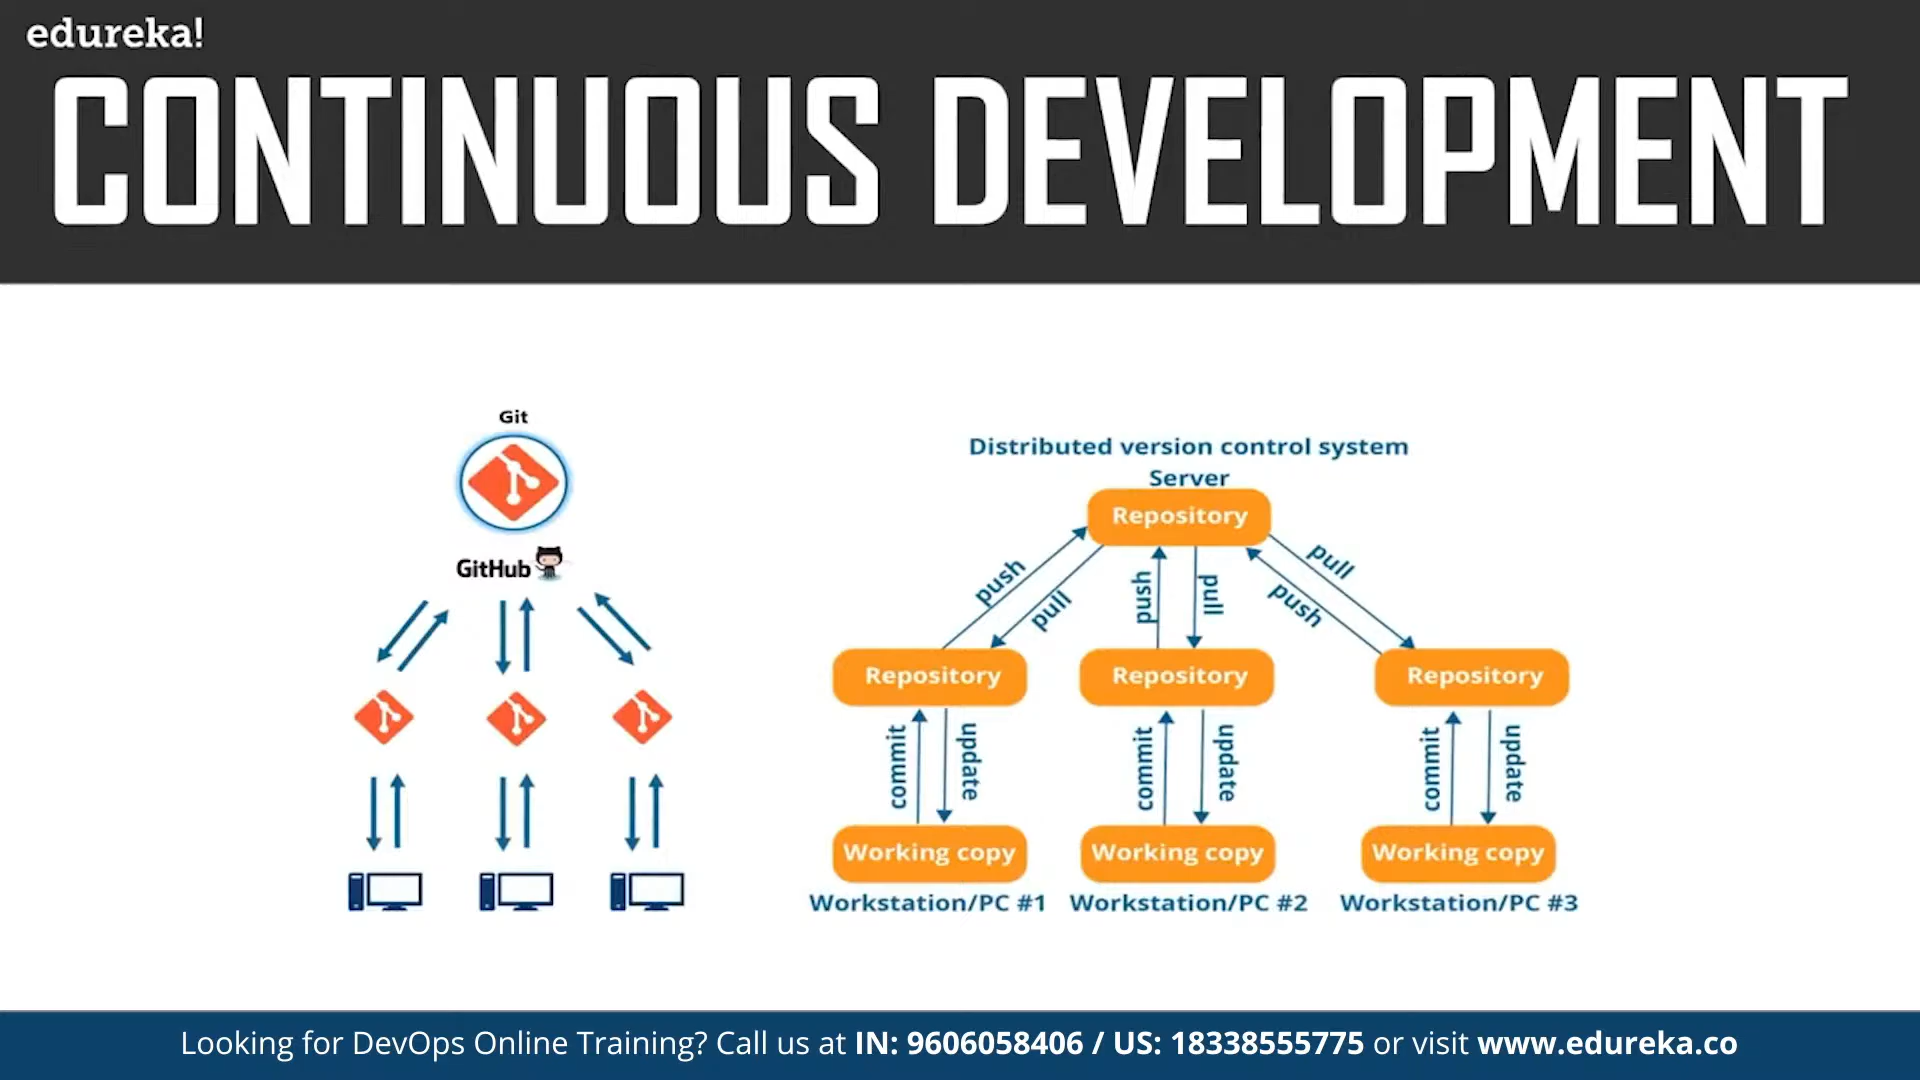 edureka!
CONTINUOUS DEVELOPMENT
Git
GitHub
Distributed version control system
Server
Repository
push
pull
push
pull
push
pull
Repository
Repository
Repository
commit
update
commit
update
commit
update
Working copy
Working copy
Working copy
Workstation/PC #1
Workstation/PC #2
Workstation/PC #3
Looking for DevOps Online Training? Call us at IN: 9606058406 / US: 18338555775 or visit www.edureka.co